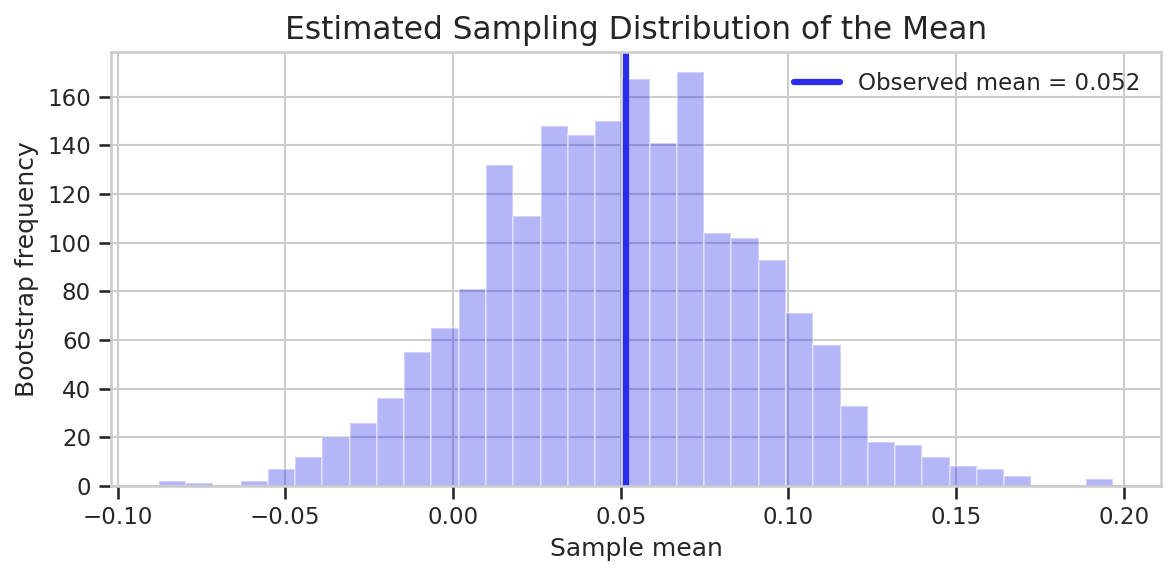 Estimated Sampling Distribution of the Mean
Observed mean = 0.052
Bootstrap frequency
160
140
120
100
80
60
40
20
0
−0.10 −0.05 0.00 0.05 0.10 0.15 0.20
Sample mean